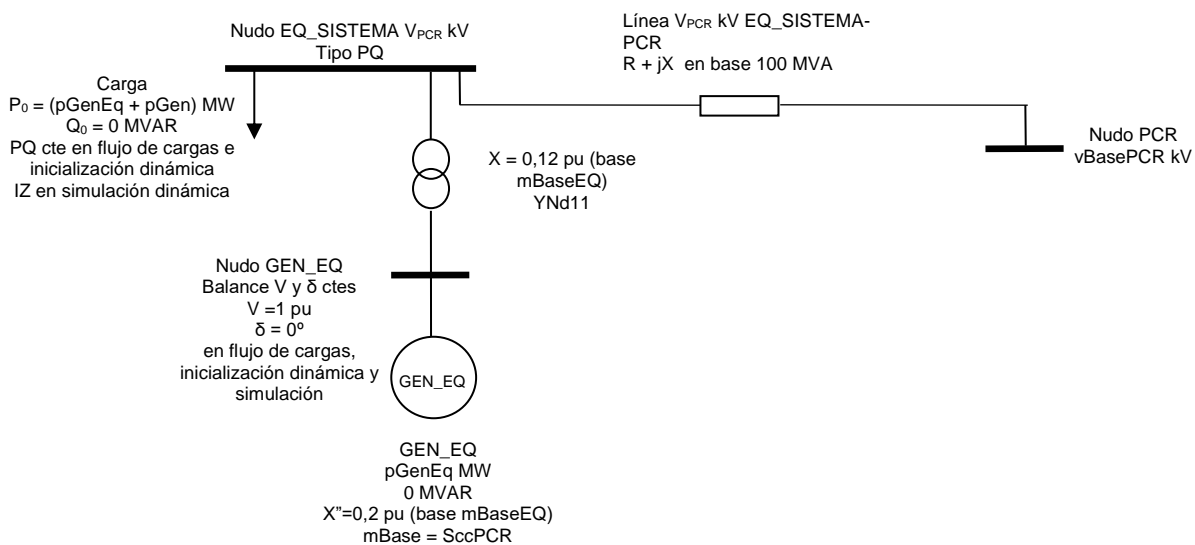 Nudo EQ_SISTEMA V_PCR kV
Tipo PQ
Línea V_PCR kV EQ_SISTEMA-
PCR
R + jX en base 100 MVA
Carga
P₀ = (pGenEq + pGen) MW
Q₀ = 0 MVAR
PQ cte en flujo de cargas e
inicialización dinámica
IZ en simulación dinámica
X = 0,12 pu (base
mBaseEQ)
YNd11
Nudo PCR
vBasePCR kV
Nudo GEN_EQ
Balance V y δ ctes
V =1 pu
δ = 0º
en flujo de cargas,
inicialización dinámica y
simulación
GEN_EQ
GEN_EQ
pGenEq MW
0 MVAR
X”=0,2 pu (base mBaseEQ)
mBase = SccPCR